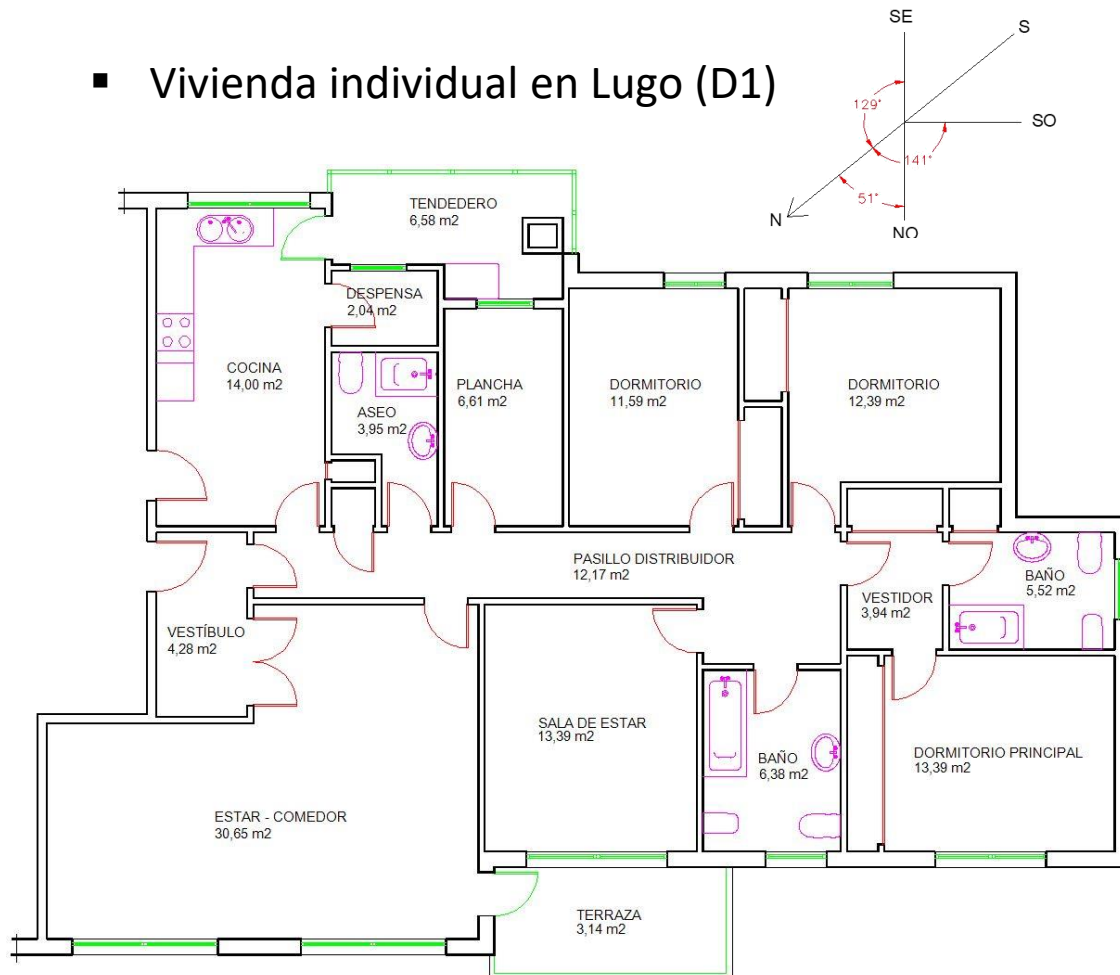 ▪ Vivienda individual en Lugo (D1)
SE
S
129°
SO
141°
51°
N
NO
TENDEDERO
6,58 m2
DESPENSA
2,04 m2
COCINA
14,00 m2
PLANCHA
6,61 m2
DORMITORIO
11,59 m2
DORMITORIO
12,39 m2
ASEO
3,95 m2
PASILLO DISTRIBUIDOR
12,17 m2
BAÑO
5,52 m2
VESTIDOR
3,94 m2
VESTÍBULO
4,28 m2
SALA DE ESTAR
13,39 m2
BAÑO
6,38 m2
DORMITORIO PRINCIPAL
13,39 m2
ESTAR - COMEDOR
30,65 m2
TERRAZA
3,14 m2